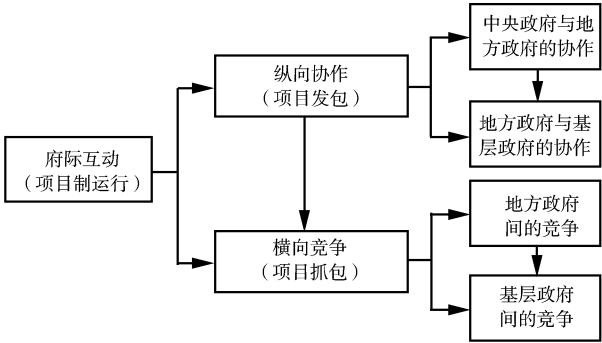 府际互动
（项目制运行）
纵向协作
（项目发包）
横向竞争
（项目抓包）
中央政府与地
方政府的协作
地方政府与基
层政府的协作
地方政府
间的竞争
基层政府
间的竞争